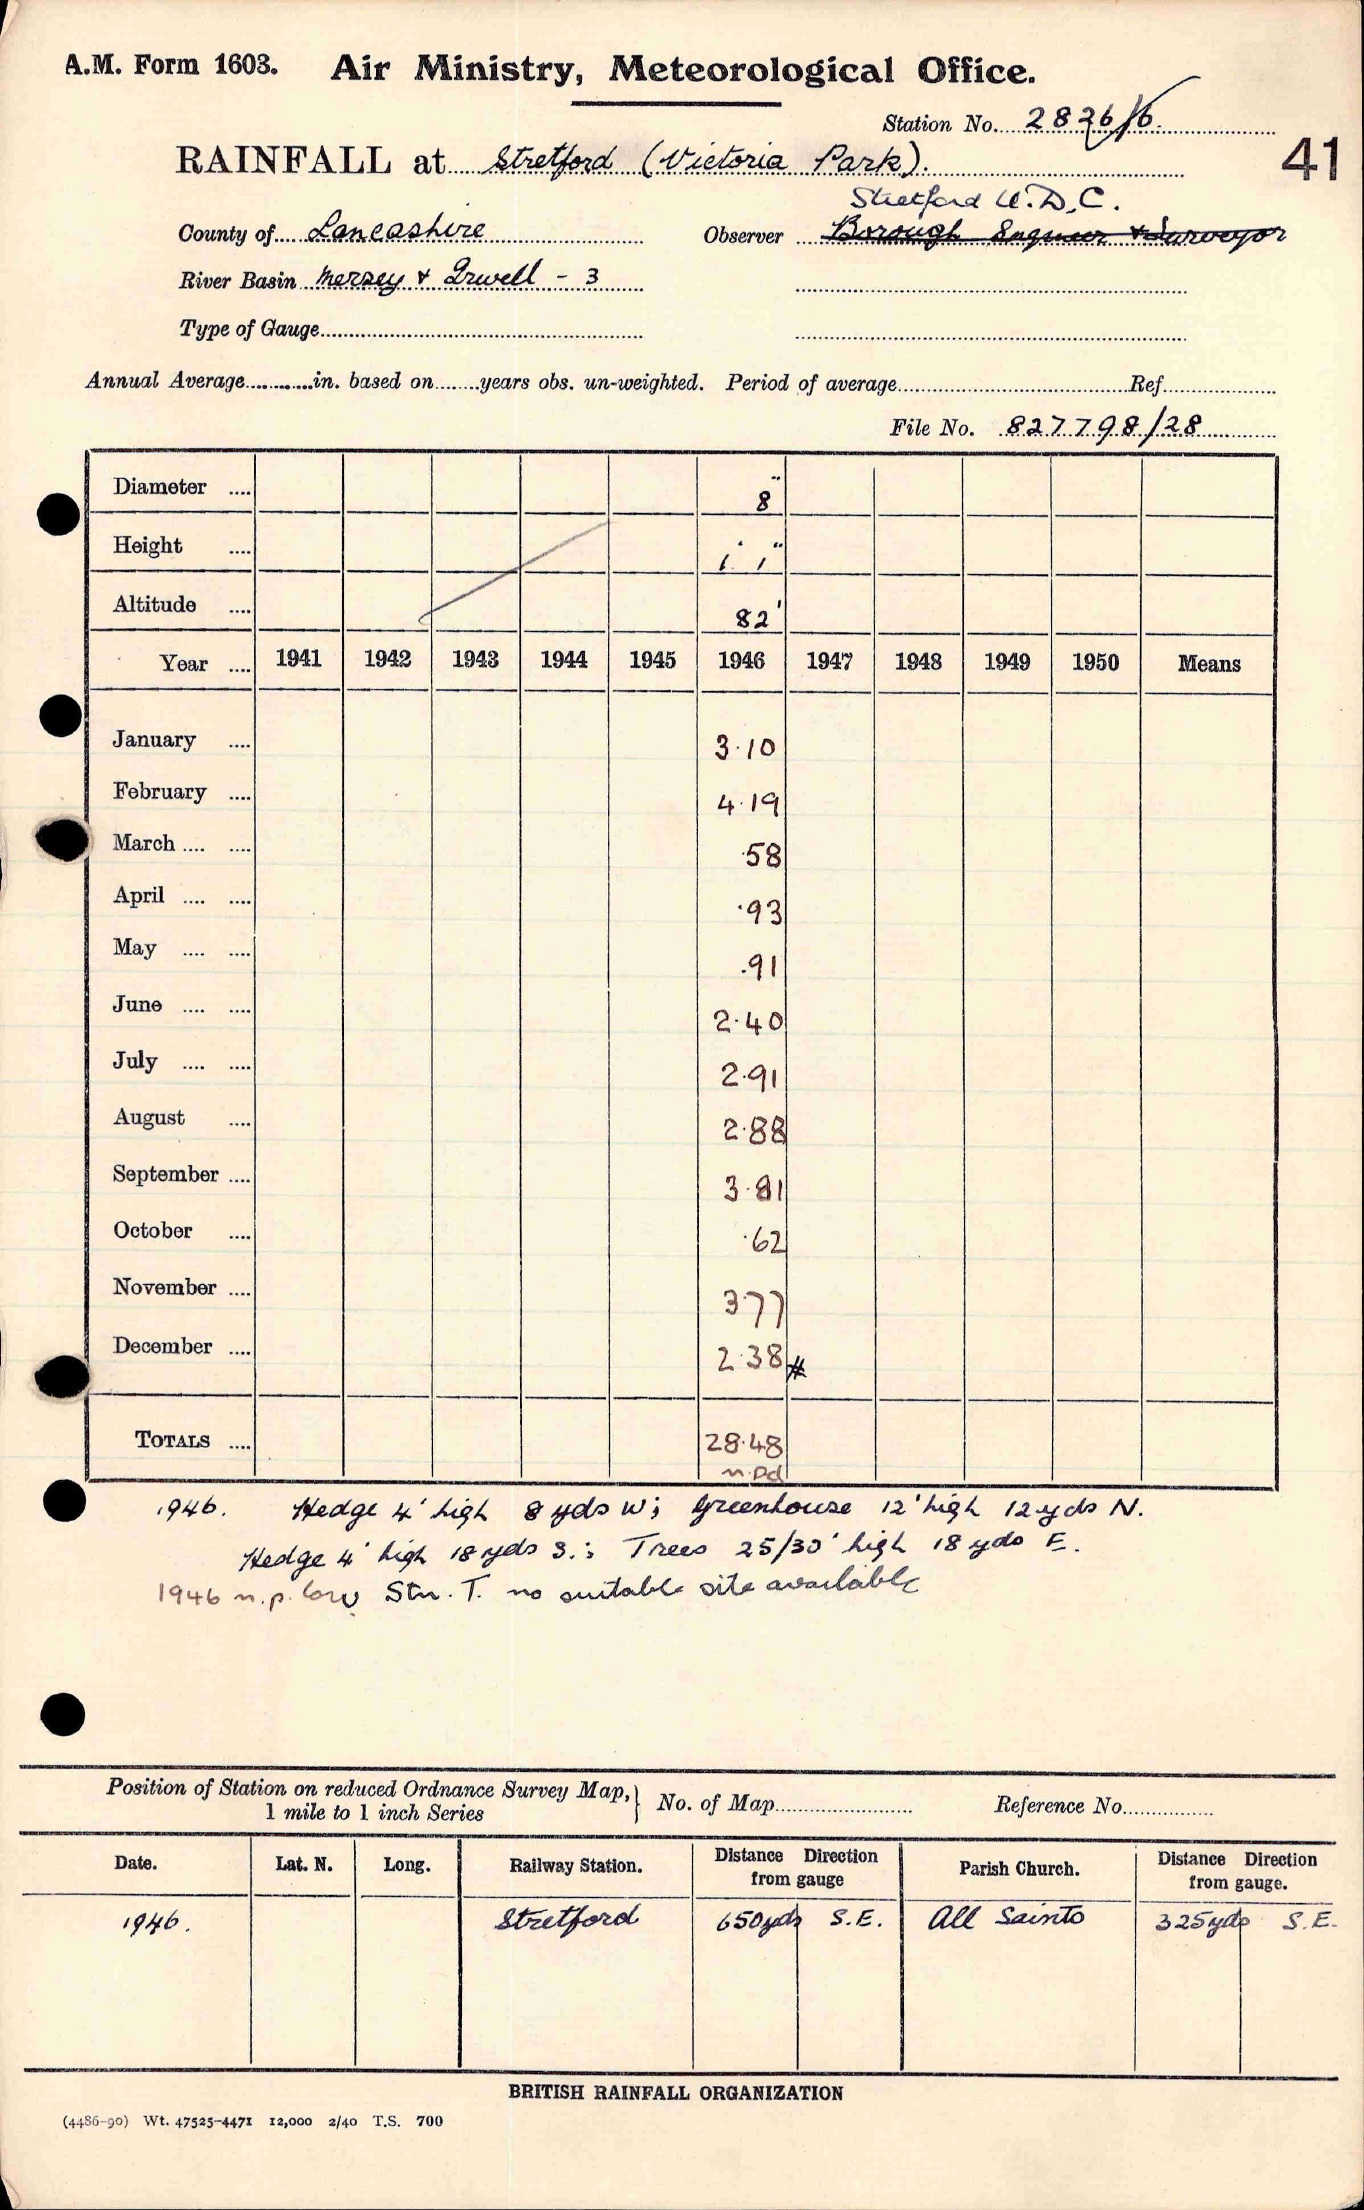 A.M. Form 1603. Air Ministry, Meteorological Office.
Station No. 2826/6
41
RAINFALL at Stretford (Victoria Park).
Stretford U.D.C.
County of Lancashire Observer Borough Engineer & Surveyor
River Basin Mersey & Irwell - 3
Type of Gauge
Annual Average in. based on years obs. un-weighted. Period of average Ref.
File No. 827798/28
Diameter .... 8"
Height .... 1' 1"
Altitude .... 82'
Year .... 1941 1942 1943 1944 1945 1946 1947 1948 1949 1950 Means
January .... 3.10
February .... 4.19
March .... .... .58
April .... .... .93
May .... .... .91
June .... .... 2.40
July .... .... 2.91
August .... 2.88
September .... 3.81
October .... .62
November .... 3.77
December .... 2.38 #
TOTALS .... 28.48
n.pd
1946. Hedge 4' high 8 yds W; Greenhouse 12' high 12 yds N.
Hedge 4' high 18 yds S.; Trees 25/30' high 18 yds E.
1946 n.p. low Stn. T. no suitable site available
Position of Station on reduced Ordnance Survey Map, } No. of Map Reference No.
1 mile to 1 inch Series
Date. Lat. N. Long. Railway Station. Distance Direction from gauge Parish Church. Distance Direction from gauge.
1946. Stretford 650 yds S.E. All Saints 325 yds S.E.
BRITISH RAINFALL ORGANIZATION
(4486-90) Wt. 47525-4471 12,000 2/40 T.S. 700